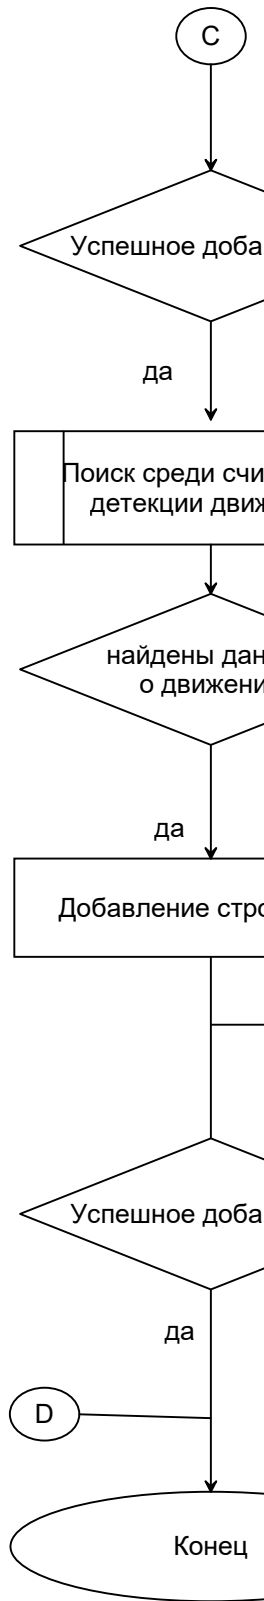 C
Успешное доба
да
Поиск среди счи
детекции движ
найдены дан
о движени
да
Добавление стро
Успешное доба
да
D
Конец